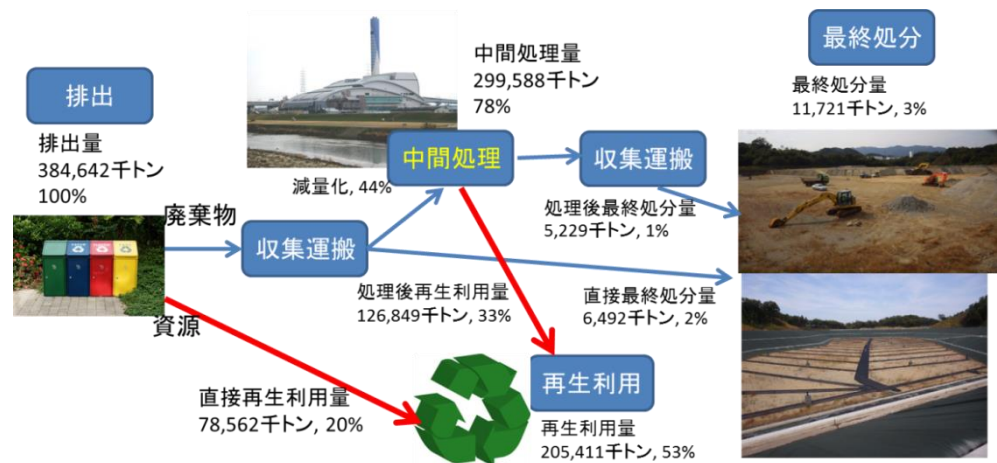 排出
排出量
384,642千トン
100%
廃棄物
資源
収集運搬
減量化, 44%
中間処理量
299,588千トン
78%
中間処理
収集運搬
処理後最終処分量
5,229千トン, 1%
最終処分
最終処分量
11,721千トン, 3%
処理後再生利用量
126,849千トン, 33%
直接最終処分量
6,492千トン, 2%
直接再生利用量
78,562千トン, 20%
再生利用
再生利用量
205,411千トン, 53%